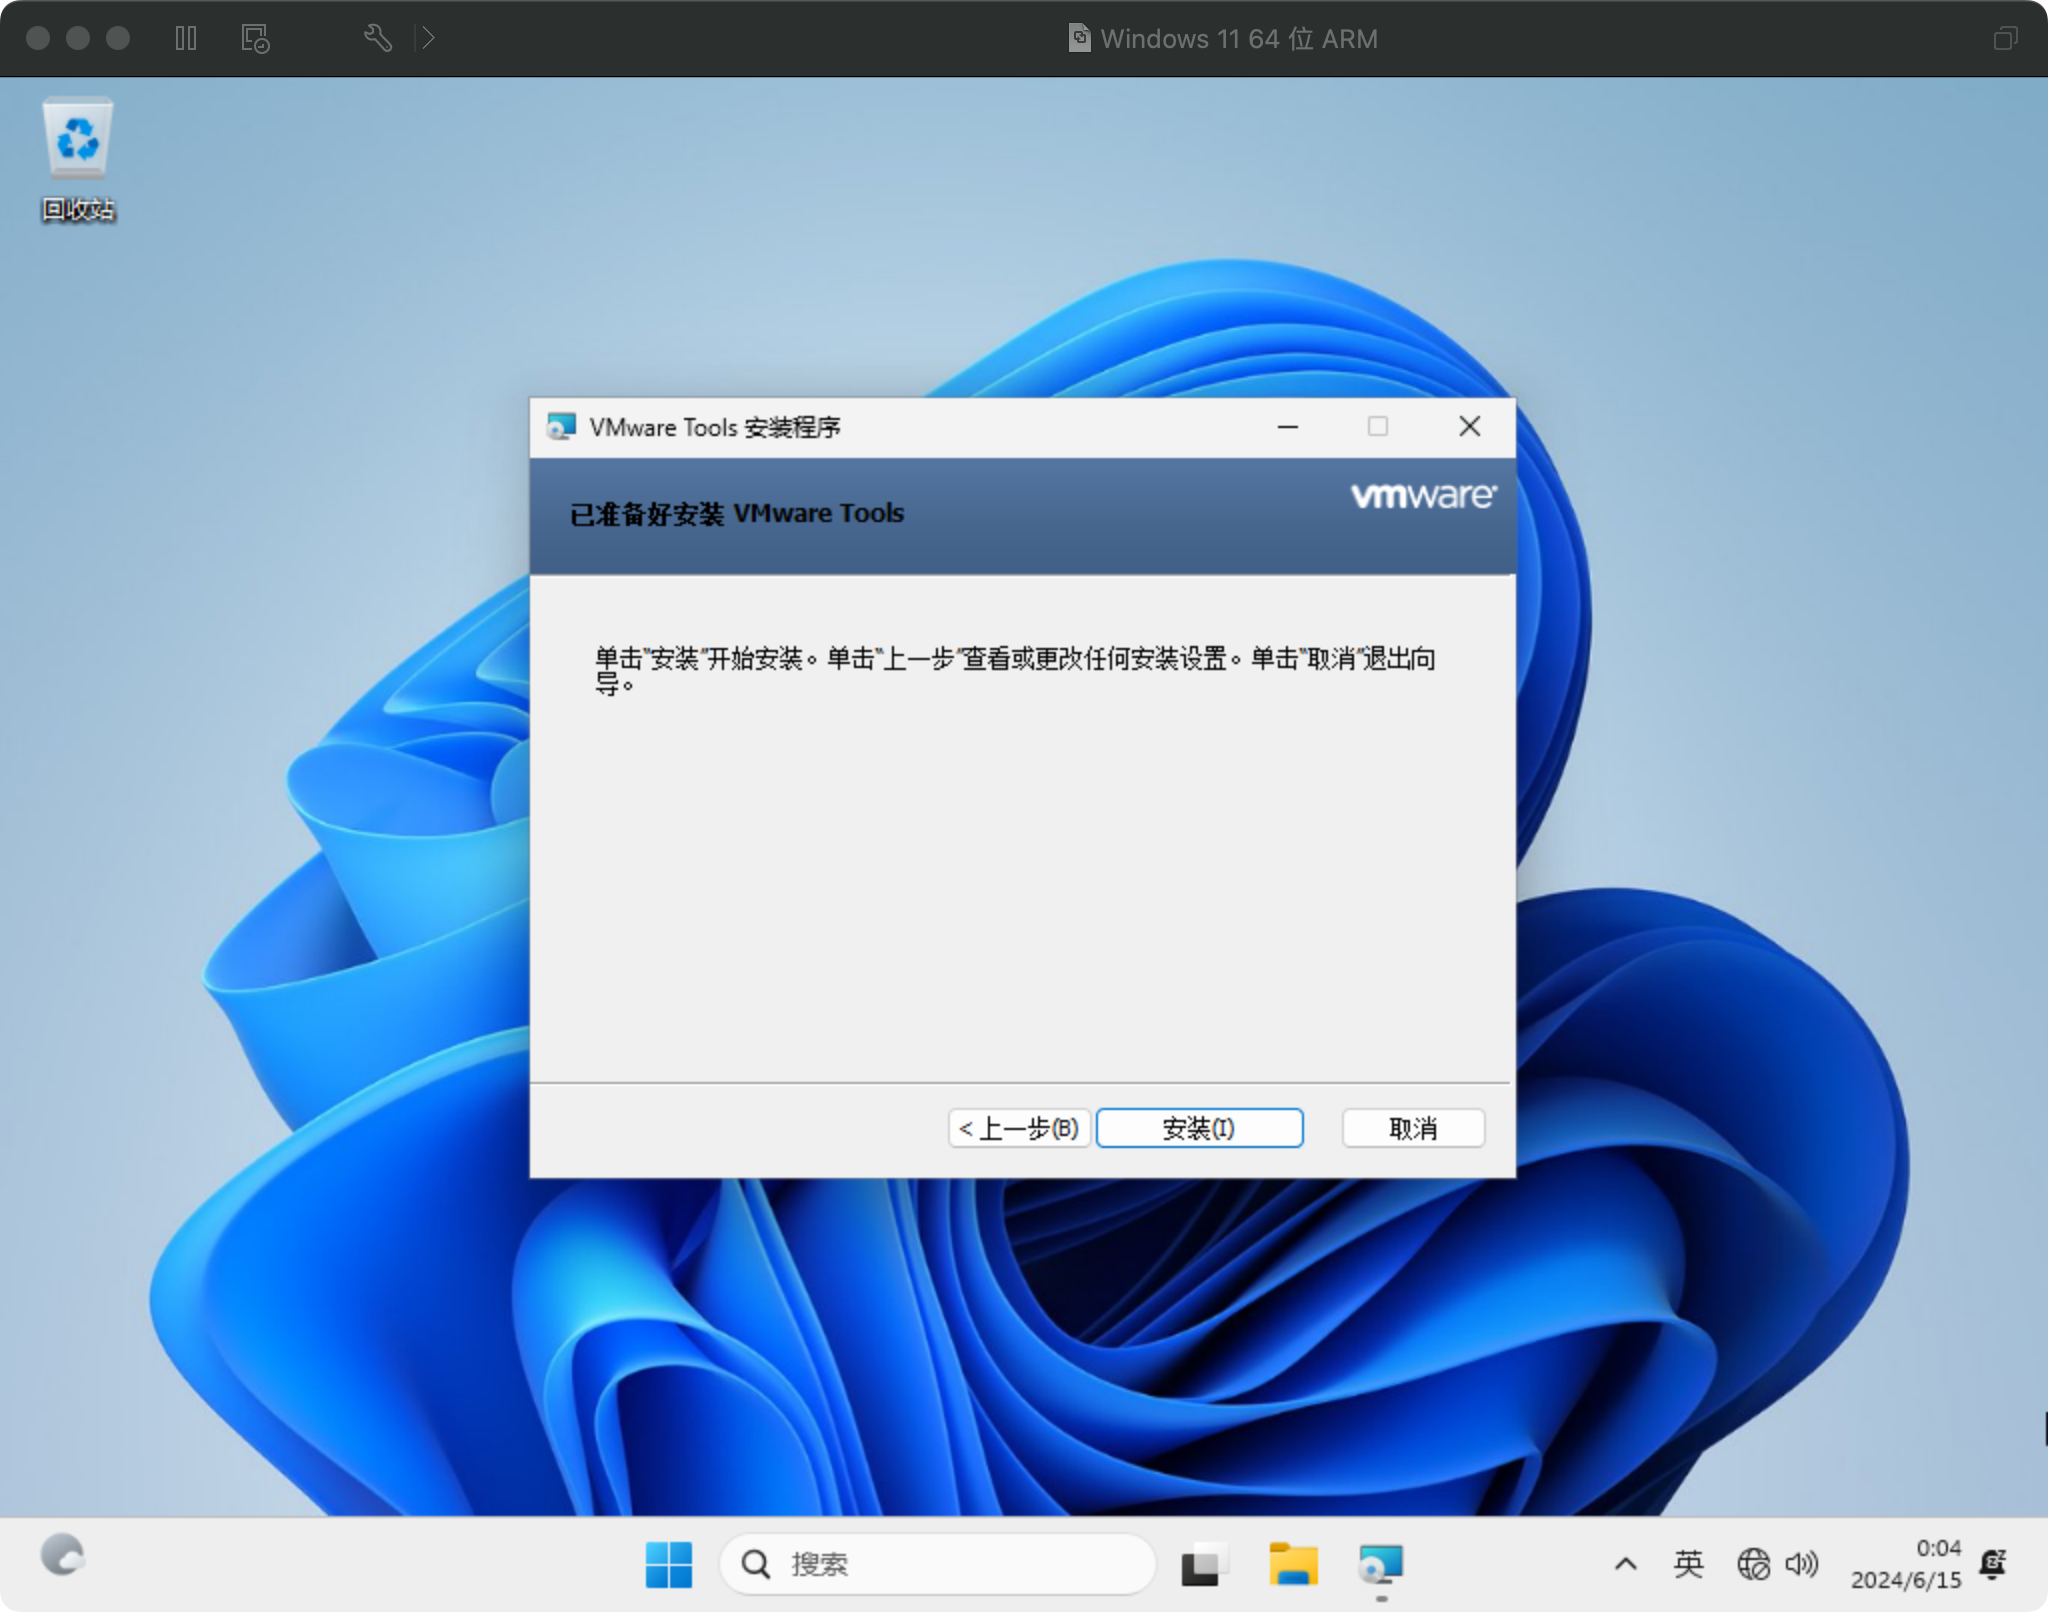 Windows 11 64 位 ARM
回收站
VMware Tools 安装程序
已准备好安装 VMware Tools
vmware
单击“安装”开始安装。单击“上一步”查看或更改任何安装设置。单击“取消”退出向
导。
< 上一步(B)
安装(I)
取消
搜索
英
0:04
2024/6/15